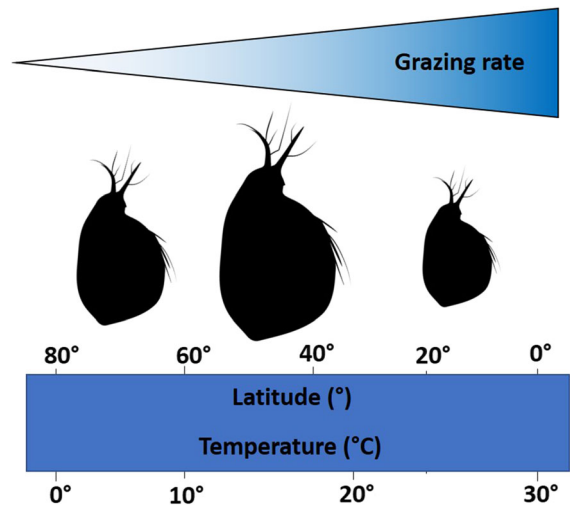 Grazing rate
80° 60° 40° 20° 0°
Latitude (°)
Temperature (°C)
0° 10° 20° 30°